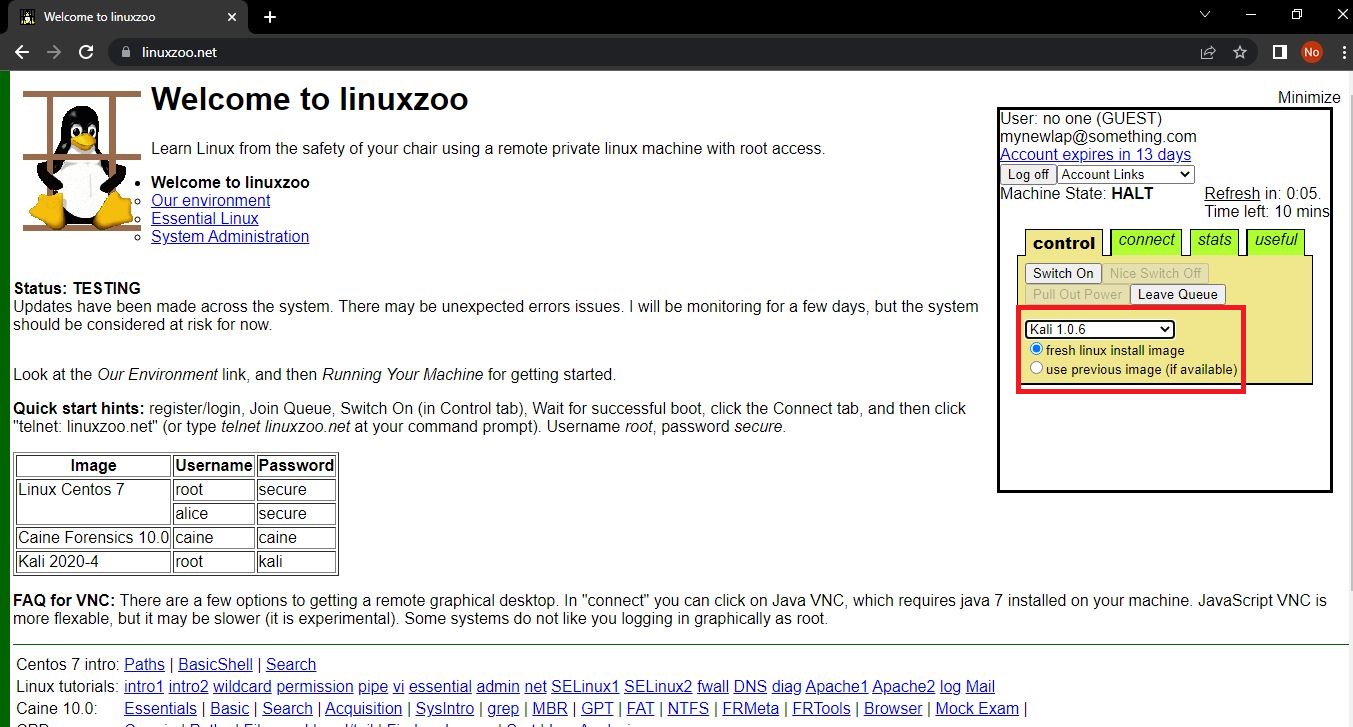 Welcome to linuxzoo
linuxzoo.net
No
Welcome to linuxzoo
Learn Linux from the safety of your chair using a remote private linux machine with root access.
Welcome to linuxzoo
Our environment
Essential Linux
System Administration
Minimize
User: no one (GUEST)
mynewlap@something.com
Account expires in 13 days
Log off Account Links
Machine State: HALT Refresh in: 0:05.
Time left: 10 mins
control connect stats useful
Switch On Nice Switch Off
Pull Out Power Leave Queue
Kali 1.0.6
fresh linux install image
use previous image (if available)
Status: TESTING
Updates have been made across the system. There may be unexpected errors issues. I will be monitoring for a few days, but the system
should be considered at risk for now.
Look at the Our Environment link, and then Running Your Machine for getting started.
Quick start hints: register/login, Join Queue, Switch On (in Control tab), Wait for successful boot, click the Connect tab, and then click
"telnet: linuxzoo.net" (or type telnet linuxzoo.net at your command prompt). Username root, password secure.
Image Username Password
Linux Centos 7 root secure
alice secure
Caine Forensics 10.0 caine caine
Kali 2020-4 root kali
FAQ for VNC: There are a few options to getting a remote graphical desktop. In "connect" you can click on Java VNC, which requires java 7 installed on your machine. JavaScript VNC is
more flexable, but it may be slower (it is experimental). Some systems do not like you logging in graphically as root.
Centos 7 intro: Paths | BasicShell | Search
Linux tutorials: intro1 intro2 wildcard permission pipe vi essential admin net SELinux1 SELinux2 fwall DNS diag Apache1 Apache2 log Mail
Caine 10.0: Essentials | Basic | Search | Acquisition | SysIntro | grep | MBR | GPT | FAT | NTFS | FRMeta | FRTools | Browser | Mock Exam |